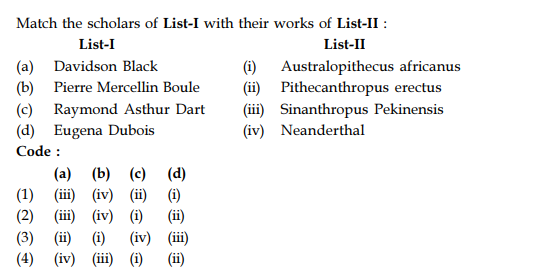 Match the scholars of List-I with their works of List-II :
List-I List-II
(a) Davidson Black (i) Australopithecus africanus
(b) Pierre Mercellin Boule (ii) Pithecanthropus erectus
(c) Raymond Asthur Dart (iii) Sinanthropus Pekinensis
(d) Eugena Dubois (iv) Neanderthal
Code :
(a) (b) (c) (d)
(1) (iii) (iv) (ii) (i)
(2) (iii) (iv) (i) (ii)
(3) (ii) (i) (iv) (iii)
(4) (iv) (iii) (i) (ii)